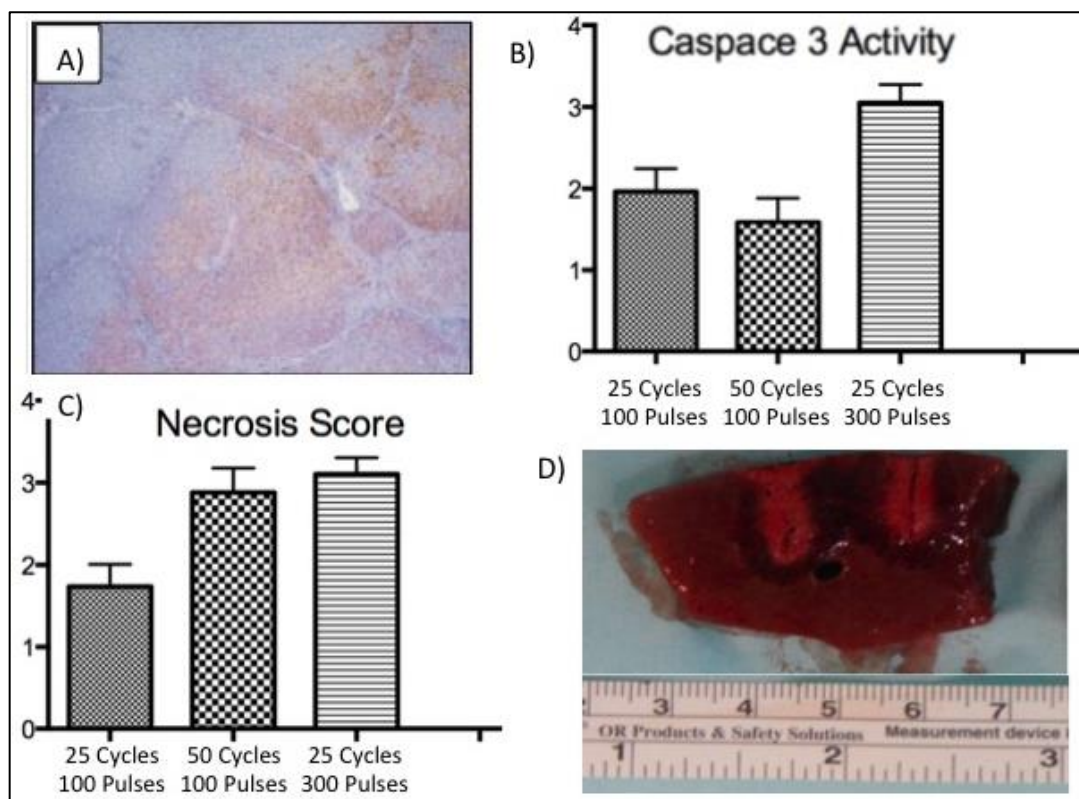 A)
B)
Caspace 3 Activity
4
3
2
1
0
25 Cycles
100 Pulses
50 Cycles
100 Pulses
25 Cycles
300 Pulses
C)
Necrosis Score
4
3
2
1
0
25 Cycles
100 Pulses
50 Cycles
100 Pulses
25 Cycles
300 Pulses
D)
2 3 4 5 6 7
OR Products & Safety Solutions Measurement device
1 2 3